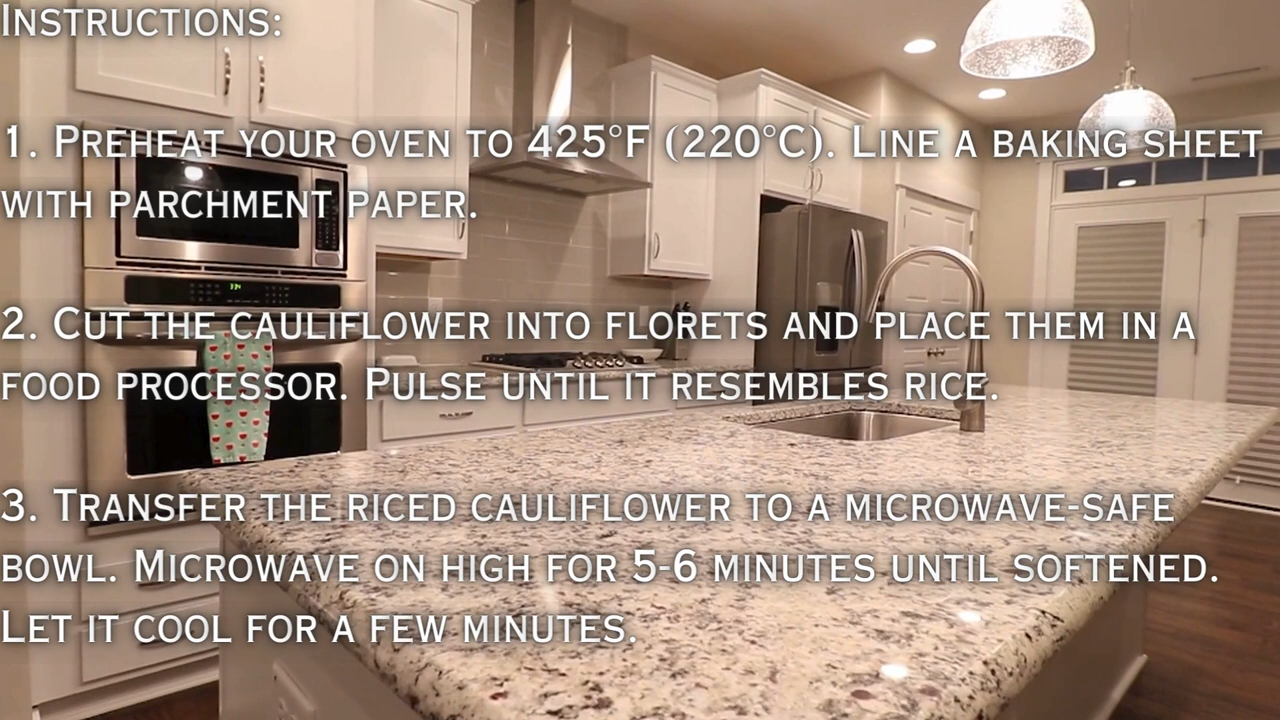 Instructions:
1. Preheat your oven to 425°F (220°C). Line a baking sheet
with parchment paper.
2. Cut the cauliflower into florets and place them in a
food processor. Pulse until it resembles rice.
3. Transfer the riced cauliflower to a microwave-safe
bowl. Microwave on high for 5-6 minutes until softened.
Let it cool for a few minutes.